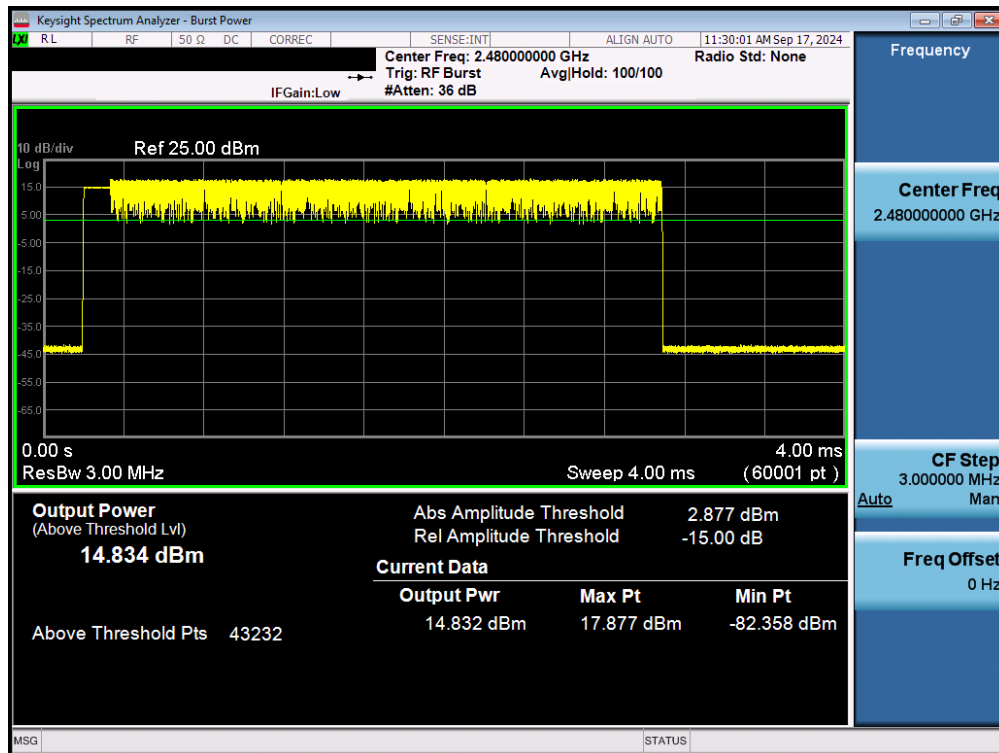 Keysight Spectrum Analyzer - Burst Power
LXI RL RF 50 Ω DC CORREC SENSE:INT ALIGN AUTO 11:30:01 AM Sep 17, 2024
Center Freq: 2.480000000 GHz Radio Std: None
Trig: RF Burst Avg|Hold: 100/100
IFGain:Low #Atten: 36 dB
10 dB/div Ref 25.00 dBm
Log
15.0
5.00
-5.00
-15.0
-25.0
-35.0
-45.0
-55.0
-65.0
0.00 s 4.00 ms
ResBw 3.00 MHz Sweep 4.00 ms (60001 pt )
Output Power
(Above Threshold Lvl)
14.834 dBm
Above Threshold Pts 43232
Abs Amplitude Threshold 2.877 dBm
Rel Amplitude Threshold -15.00 dB
Current Data
Output Pwr Max Pt Min Pt
14.832 dBm 17.877 dBm -82.358 dBm
Frequency
Center Freq
2.480000000 GHz
CF Step
3.000000 MHz
Auto Man
Freq Offset
0 Hz
MSG STATUS